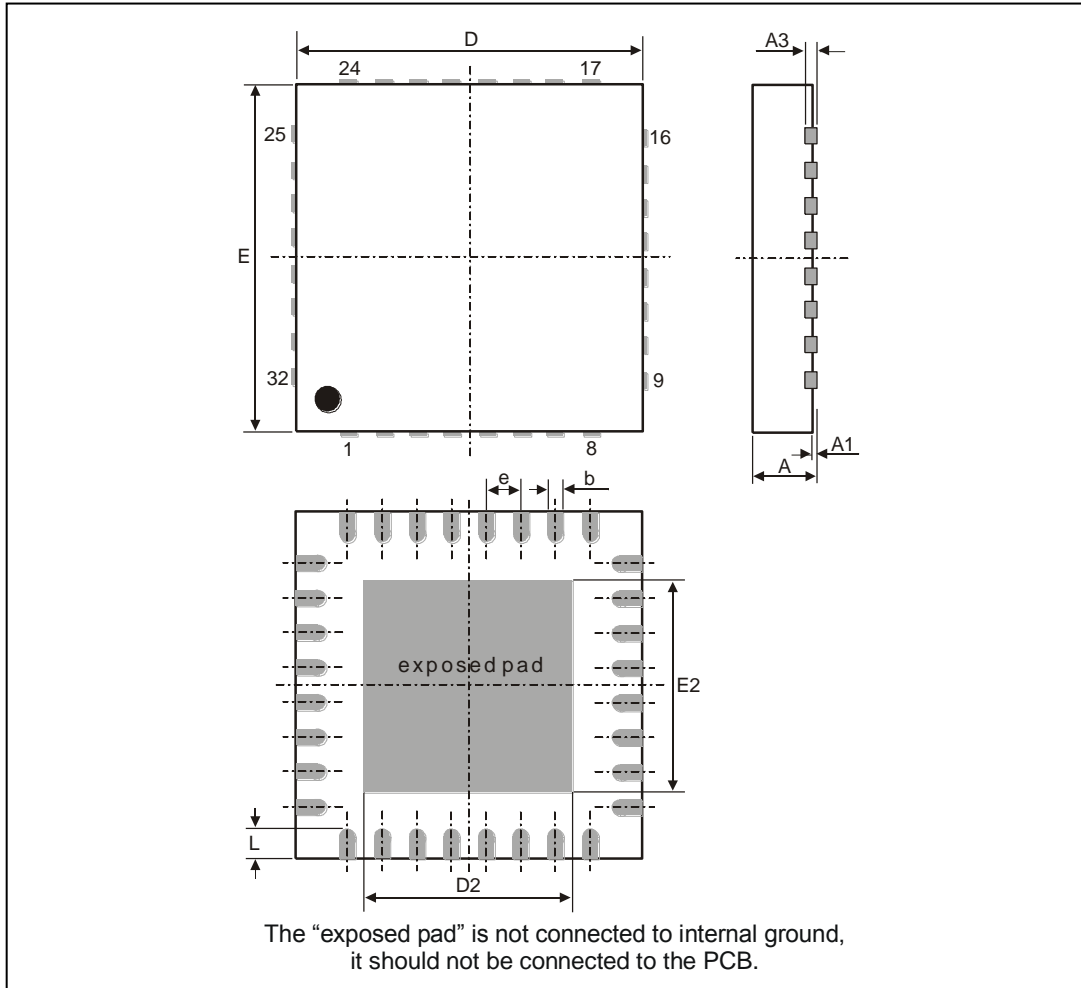 D
A3
24
17
25
16
E
32
9
1
8
A1
A
e
b
exposed pad
E2
L
D2
The “exposed pad” is not connected to internal ground,
it should not be connected to the PCB.